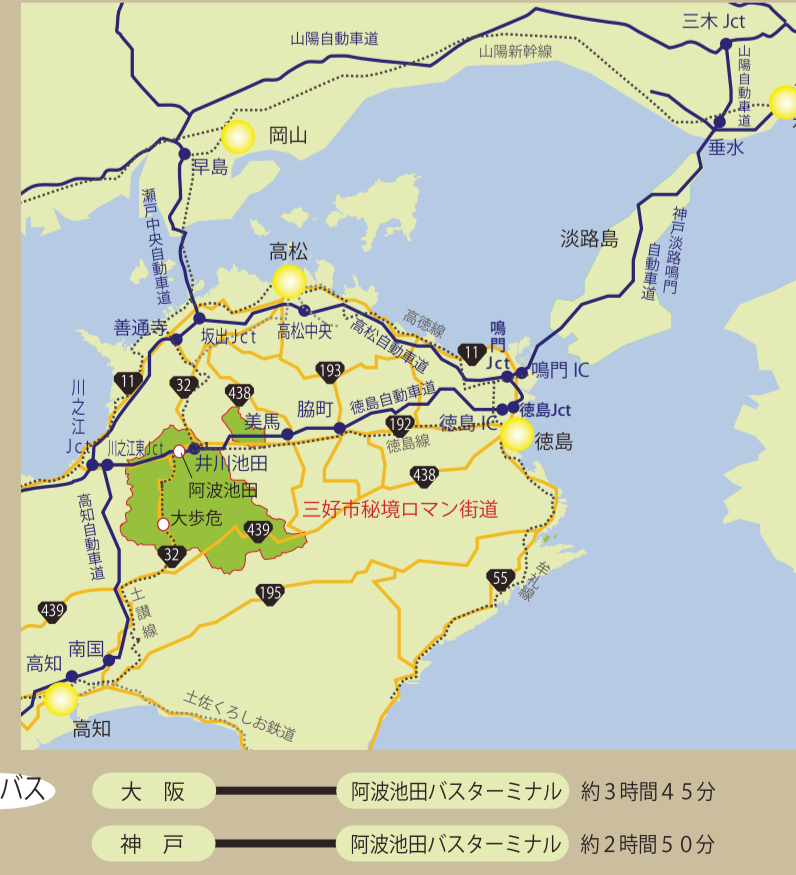 三木 Jct
山陽自動車道
山陽新幹線
山陽自動車道
岡山
早島
垂水
瀬戸中央自動車道
淡路島
神戸淡路鳴門
自動車道
高松
善通寺
坂出Jct
高松中央
高徳線
高松自動車道
鳴門
Jct
11
鳴門 IC
193
11
32
438
川之江
Jct
美馬
脇町
徳島自動車道
192
徳島 IC
徳島Jct
徳島
徳島線
川之江東Jct
井川池田
阿波池田
438
三好市秘境ロマン街道
大歩危
439
高知自動車道
32
195
55
牟礼線
439
土讃線
南国
高知
高知
土佐くろしお鉄道
バス
大 阪
阿波池田バスターミナル
約3時間45分
神 戸
阿波池田バスターミナル
約2時間50分